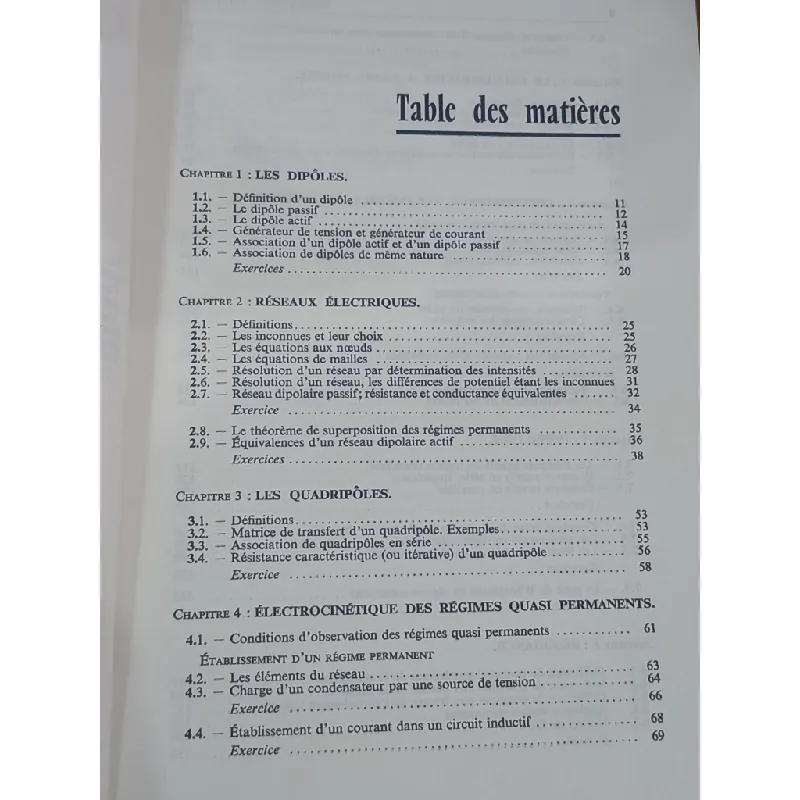 Table des matières
CHAPITRE 1 : LES DIPÔLES.
1.1. — Définition d'un dipôle ........ 11
1.2. — Le dipôle passif ........ 12
1.3. — Le dipôle actif ........ 14
1.4. — Générateur de tension et générateur de courant ........ 15
1.5. — Association d'un dipôle actif et d'un dipôle passif ........ 17
1.6. — Association de dipôles de même nature ........ 18
Exercices ........ 20
CHAPITRE 2 : RÉSEAUX ÉLECTRIQUES.
2.1. — Définitions ........ 25
2.2. — Les inconnues et leur choix ........ 25
2.3. — Les équations aux nœuds ........ 26
2.4. — Les équations de mailles ........ 27
2.5. — Résolution d'un réseau par détermination des intensités ........ 28
2.6. — Résolution d'un réseau, les différences de potentiel étant les inconnues 31
2.7. — Réseau dipolaire passif; résistance et conductance équivalentes ....... 32
Exercice ........ 34
2.8. — Le théorème de superposition des régimes permanents ........ 35
2.9. — Équivalences d'un réseau dipolaire actif ........ 36
Exercices ........ 38
CHAPITRE 3 : LES QUADRIPÔLES.
3.1. — Définitions ........ 53
3.2. — Matrice de transfert d'un quadripôle. Exemples ........ 53
3.3. — Association de quadripôles en série ........ 55
3.4. — Résistance caractéristique (ou itérative) d'un quadripôle ........ 56
Exercice ........ 58
CHAPITRE 4 : ÉLECTROCINÉTIQUE DES RÉGIMES QUASI PERMANENTS.
4.1. — Conditions d'observation des régimes quasi permanents ........ 61
ÉTABLISSEMENT D'UN RÉGIME PERMANENT
4.2. — Les éléments du réseau ........ 63
4.3. — Charge d'un condensateur par une source de tension ........ 64
Exercice ........ 66
4.4. — Établissement d'un courant dans un circuit inductif ........ 68
Exercice ........ 69